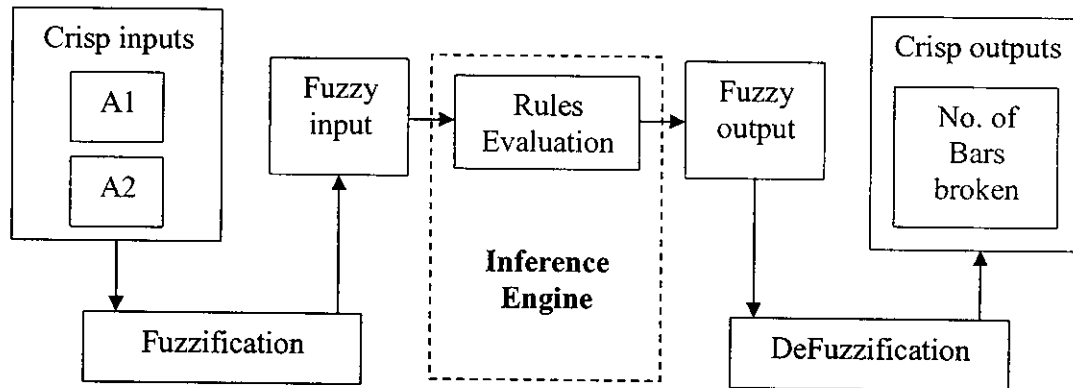 Crisp inputs
A1
A2
Fuzzification
Fuzzy
input
Rules
Evaluation
Inference
Engine
Fuzzy
output
DeFuzzification
Crisp outputs
No. of
Bars
broken